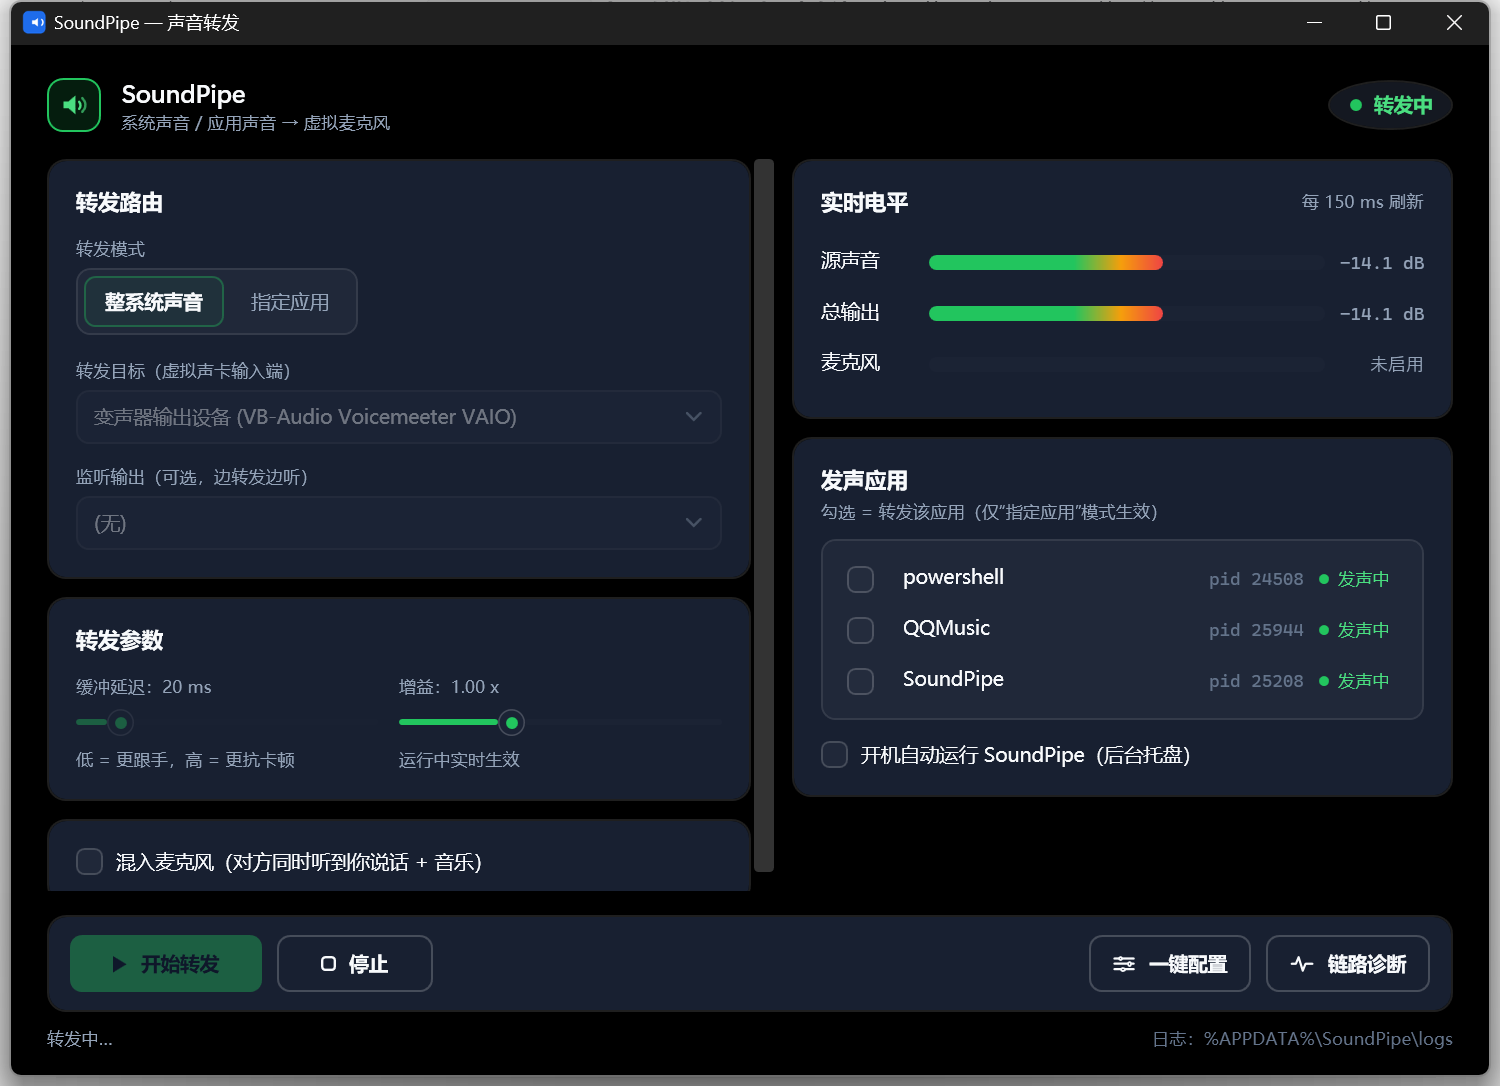 SoundPipe — 声音转发
SoundPipe
系统声音 / 应用声音 → 虚拟麦克风
转发中
转发路由
转发模式
整系统声音 指定应用
转发目标（虚拟声卡输入端）
变声器输出设备 (VB-Audio Voicemeeter VAIO)
监听输出（可选，边转发边听）
(无)
转发参数
缓冲延迟：20 ms 增益：1.00 x
低 = 更跟手，高 = 更抗卡顿 运行中实时生效
混入麦克风（对方同时听到你说话 + 音乐）
实时电平 每 150 ms 刷新
源声音 -14.1 dB
总输出 -14.1 dB
麦克风 未启用
发声应用
勾选 = 转发该应用（仅“指定应用”模式生效）
powershell pid 24508 发声中
QQMusic pid 25944 发声中
SoundPipe pid 25208 发声中
开机自动运行 SoundPipe（后台托盘）
开始转发 停止 一键配置 链路诊断
转发中... 日志：%APPDATA%\SoundPipe\logs